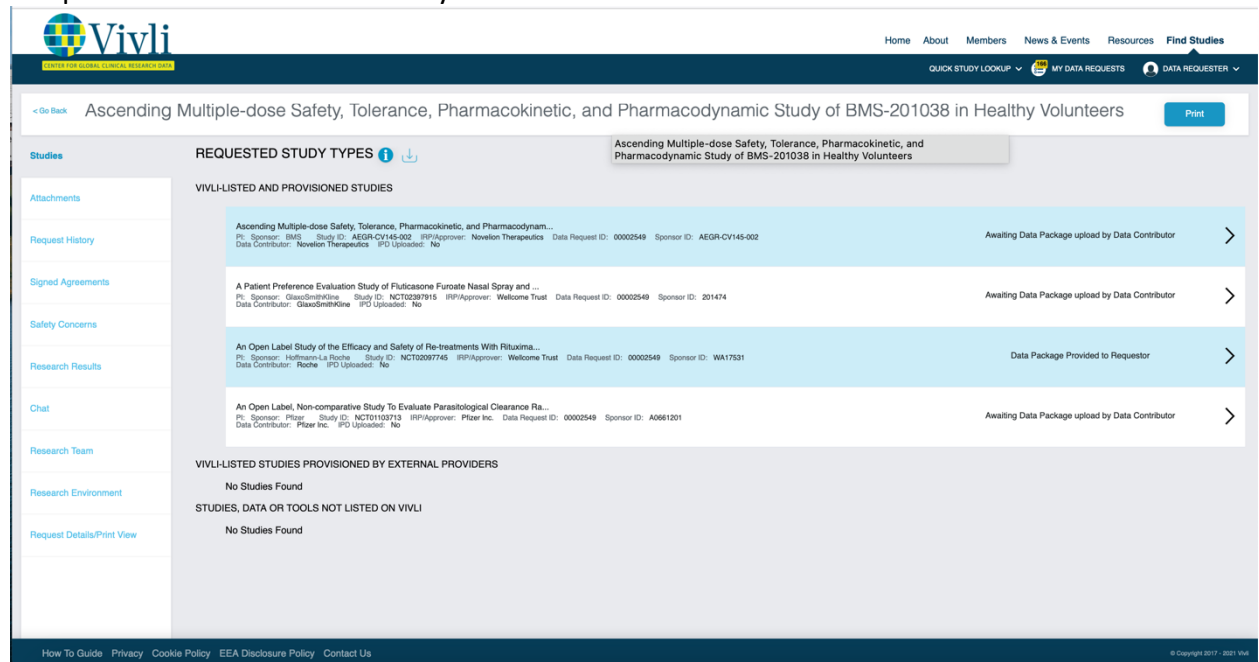 Vivli
CENTER FOR GLOBAL CLINICAL RESEARCH DATA
Home About Members News & Events Resources Find Studies
QUICK STUDY LOOKUP 166 MY DATA REQUESTS DATA REQUESTER
< Go Back Ascending Multiple-dose Safety, Tolerance, Pharmacokinetic, and Pharmacodynamic Study of BMS-201038 in Healthy Volunteers Print
Ascending Multiple-dose Safety, Tolerance, Pharmacokinetic, and
Pharmacodynamic Study of BMS-201038 in Healthy Volunteers
Studies
Attachments
Request History
Signed Agreements
Safety Concerns
Research Results
Chat
Research Team
Research Environment
Request Details/Print View
REQUESTED STUDY TYPES
VIVLI-LISTED AND PROVISIONED STUDIES
Ascending Multiple-dose Safety, Tolerance, Pharmacokinetic, and Pharmacodynam...
PI: Sponsor: BMS Study ID: AEGR-CV145-002 IRP/Approver: Novelion Therapeutics Data Request ID: 00002549 Sponsor ID: AEGR-CV145-002
Data Contributor: Novelion Therapeutics IPD Uploaded: No
Awaiting Data Package upload by Data Contributor
A Patient Preference Evaluation Study of Fluticasone Furoate Nasal Spray and ...
PI: Sponsor: GlaxoSmithKline Study ID: NCT02397915 IRP/Approver: Wellcome Trust Data Request ID: 00002549 Sponsor ID: 201474
Data Contributor: GlaxoSmithKline IPD Uploaded: No
Awaiting Data Package upload by Data Contributor
An Open Label Study of the Efficacy and Safety of Re-treatments With Rituxima...
PI: Sponsor: Hoffmann-La Roche Study ID: NCT02097745 IRP/Approver: Wellcome Trust Data Request ID: 00002549 Sponsor ID: WA17531
Data Contributor: Roche IPD Uploaded: No
Data Package Provided to Requestor
An Open Label, Non-comparative Study To Evaluate Parasitological Clearance Ra...
PI: Sponsor: Pfizer Study ID: NCT01103713 IRP/Approver: Pfizer Inc. Data Request ID: 00002549 Sponsor ID: A0661201
Data Contributor: Pfizer Inc. IPD Uploaded: No
Awaiting Data Package upload by Data Contributor
VIVLI-LISTED STUDIES PROVISIONED BY EXTERNAL PROVIDERS
No Studies Found
STUDIES, DATA OR TOOLS NOT LISTED ON VIVLI
No Studies Found
How To Guide Privacy Cookie Policy EEA Disclosure Policy Contact Us
© Copyright 2017 - 2021 Vivli